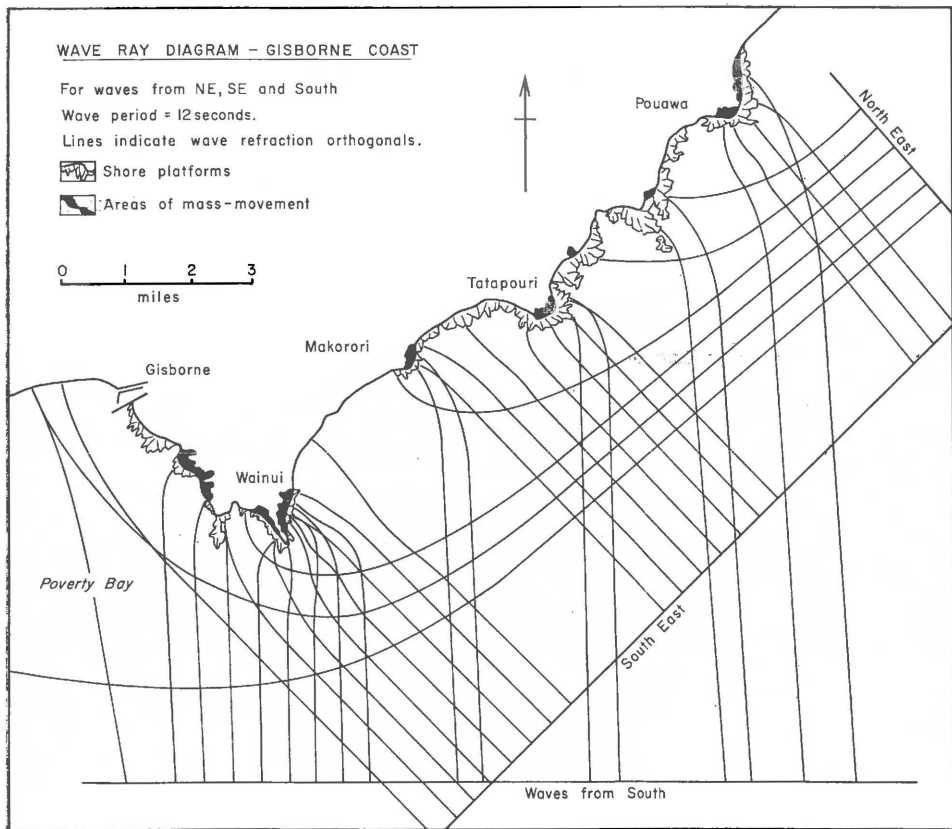 WAVE RAY DIAGRAM – GISBORNE COAST
For waves from NE, SE and South
Wave period = 12 seconds.
Lines indicate wave refraction orthogonals.
Shore platforms
Areas of mass-movement
0 1 2 3
miles
Pouawa
North East
Tatapouri
Makorori
Gisborne
Wainui
Poverty Bay
South East
Waves from South